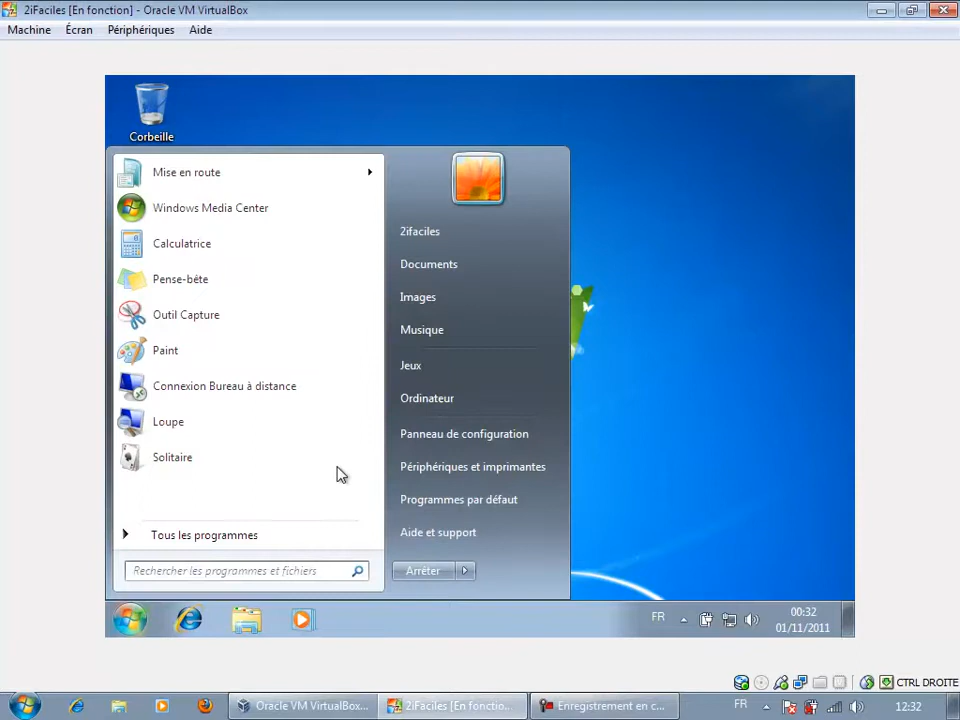 2iFaciles [En fonction] - Oracle VM VirtualBox
Machine Écran Périphériques Aide
Corbeille
Mise en route
Windows Media Center
Calculatrice
Pense-bête
Outil Capture
Paint
Connexion Bureau à distance
Loupe
Solitaire
Tous les programmes
Rechercher les programmes et fichiers
2ifaciles
Documents
Images
Musique
Jeux
Ordinateur
Panneau de configuration
Périphériques et imprimantes
Programmes par défaut
Aide et support
Arrêter
FR
00:32
01/11/2011
CTRL DROITE
Oracle VM VirtualBox...
2iFaciles [En fonctio...
Enregistrement en c...
FR
12:32